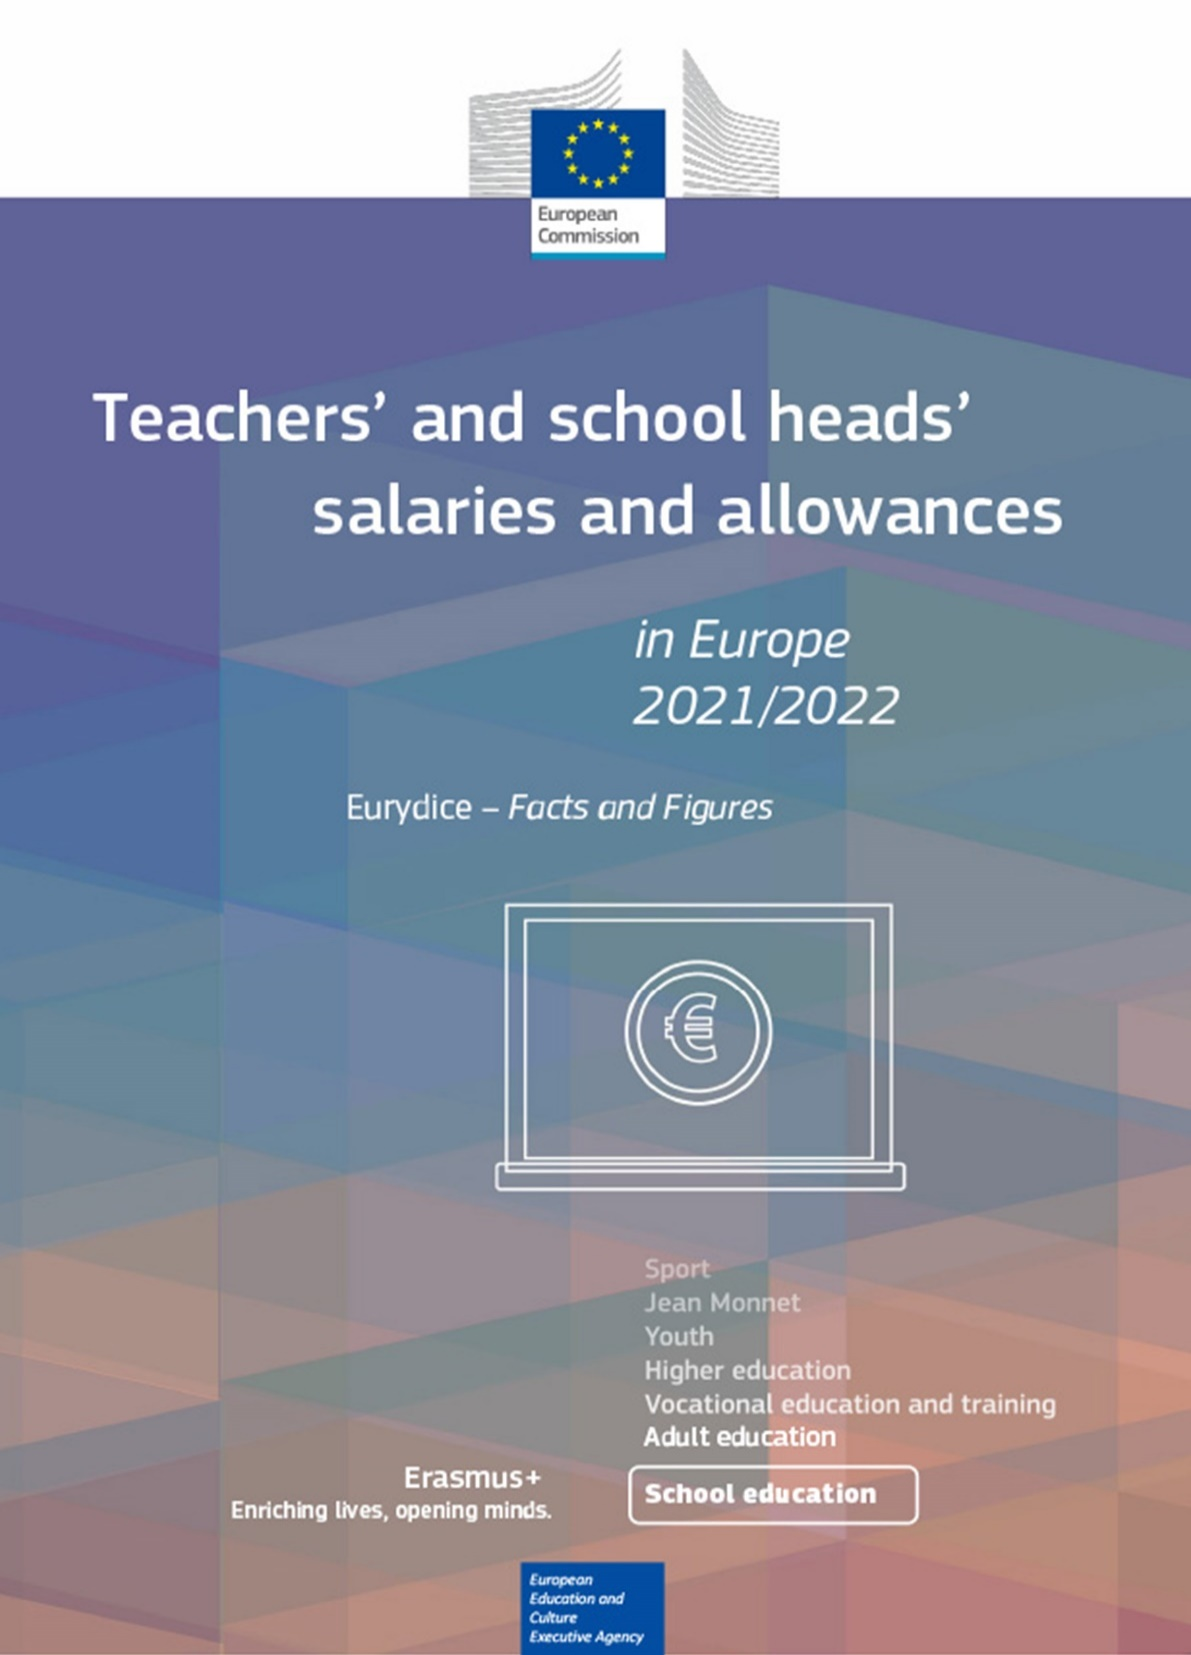 European
Commission
Teachers’ and school heads’
salaries and allowances
in Europe
2021/2022
Eurydice – Facts and Figures
€
Sport
Jean Monnet
Youth
Higher education
Vocational education and training
Adult education
School education
Erasmus+
Enriching lives, opening minds.
European
Education and
Culture
Executive Agency